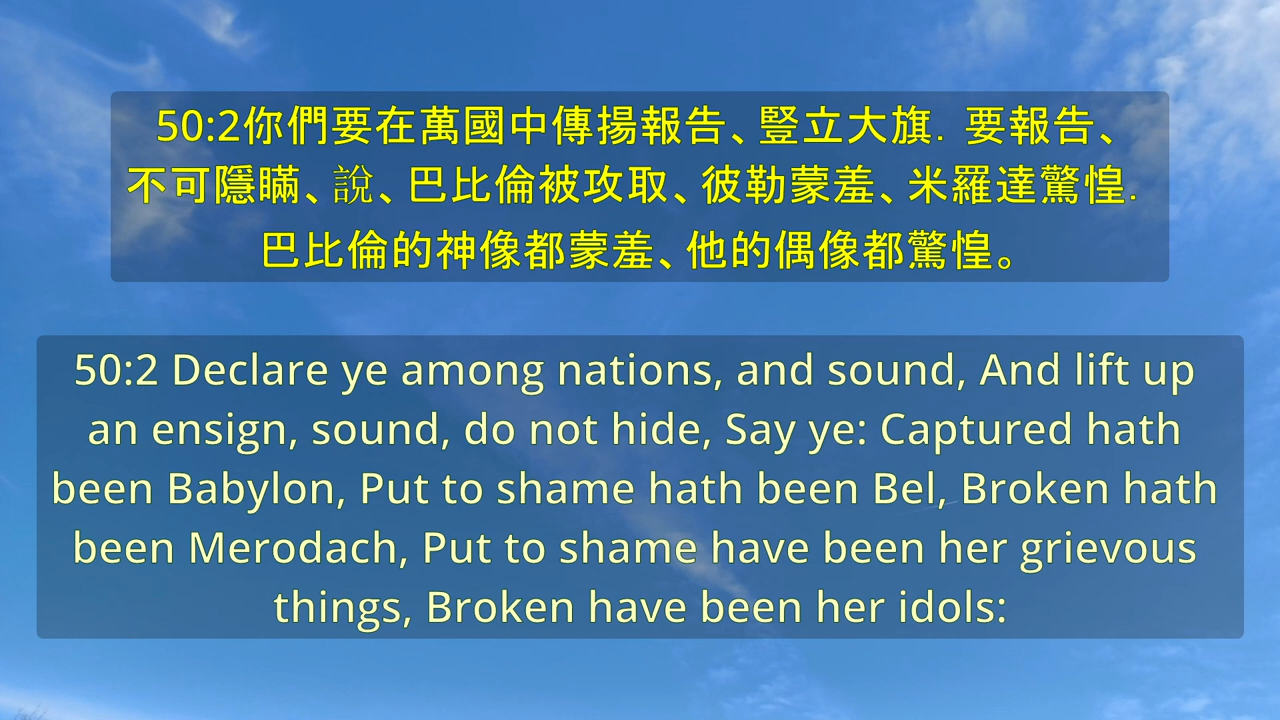 50:2你們要在萬國中傳揚報告、豎立大旗．要報告、
不可隱瞞、說、巴比倫被攻取、彼勒蒙羞、米羅達驚惶．
巴比倫的神像都蒙羞、他的偶像都驚惶。
50:2 Declare ye among nations, and sound, And lift up
an ensign, sound, do not hide, Say ye: Captured hath
been Babylon, Put to shame hath been Bel, Broken hath
been Merodach, Put to shame have been her grievous
things, Broken have been her idols: